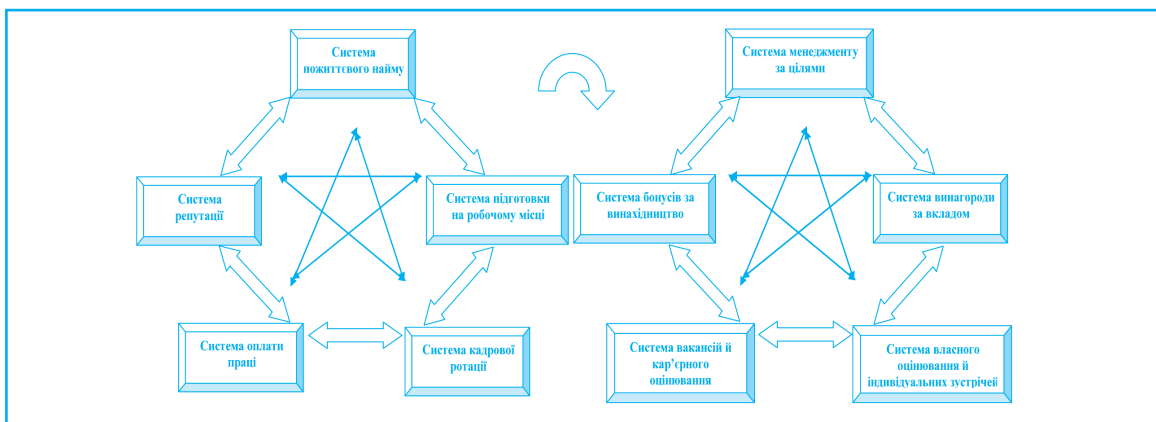 Система
пожиттєвого найму
Система
репутації
Система підготовки
на робочому місці
Система оплати
праці
Система кадрової
ротації
Система менеджменту
за цілями
Система бонусів за
винахідництво
Система винагороди
за вкладом
Система вакансій й
кар’єрного
оцінювання
Система власного
оцінювання й
індивідуальних зустрічей